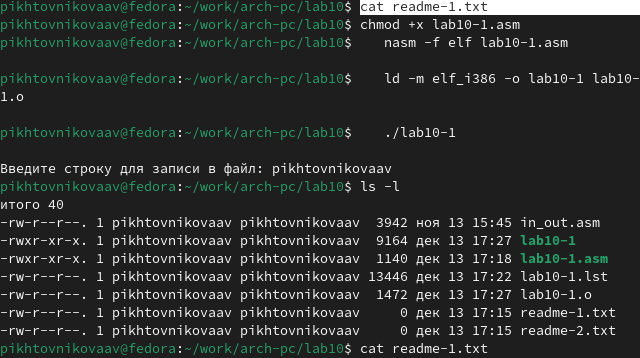 pikhtovnikovaav@fedora:~/work/arch-pc/lab10$ cat readme-1.txt
pikhtovnikovaav@fedora:~/work/arch-pc/lab10$ chmod +x lab10-1.asm
pikhtovnikovaav@fedora:~/work/arch-pc/lab10$    nasm -f elf lab10-1.asm
pikhtovnikovaav@fedora:~/work/arch-pc/lab10$    ld -m elf_i386 -o lab10-1 lab10-
1.o
pikhtovnikovaav@fedora:~/work/arch-pc/lab10$    ./lab10-1
Введите строку для записи в файл: pikhtovnikovaav
pikhtovnikovaav@fedora:~/work/arch-pc/lab10$ ls -l
итого 40
-rw-r--r--. 1 pikhtovnikovaav pikhtovnikovaav  3942 ноя 13 15:45 in_out.asm
-rwxr-xr-x. 1 pikhtovnikovaav pikhtovnikovaav  9164 дек 13 17:27 lab10-1
-rwxr-xr-x. 1 pikhtovnikovaav pikhtovnikovaav  1140 дек 13 17:18 lab10-1.asm
-rw-r--r--. 1 pikhtovnikovaav pikhtovnikovaav 13446 дек 13 17:22 lab10-1.lst
-rw-r--r--. 1 pikhtovnikovaav pikhtovnikovaav  1472 дек 13 17:27 lab10-1.o
-rw-r--r--. 1 pikhtovnikovaav pikhtovnikovaav     0 дек 13 17:15 readme-1.txt
-rw-r--r--. 1 pikhtovnikovaav pikhtovnikovaav     0 дек 13 17:15 readme-2.txt
pikhtovnikovaav@fedora:~/work/arch-pc/lab10$ cat readme-1.txt